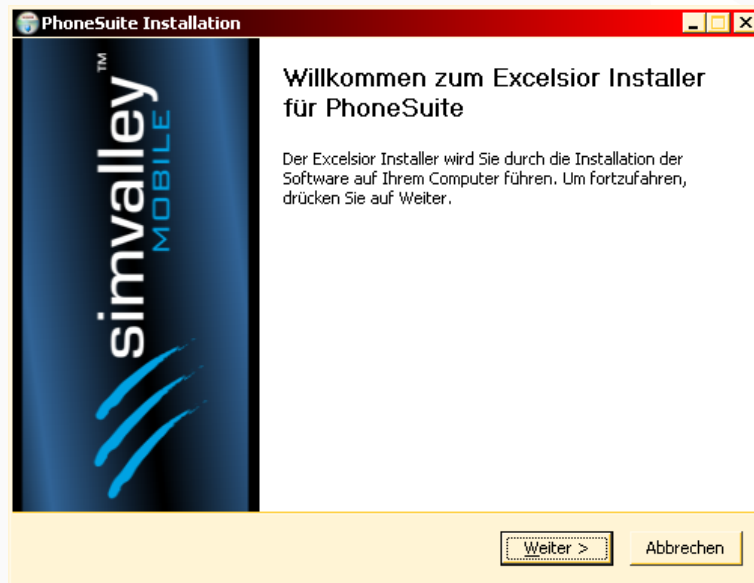 PhoneSuite Installation
simvalley™
MOBILE
Willkommen zum Excelsior Installer
für PhoneSuite
Der Excelsior Installer wird Sie durch die Installation der
Software auf Ihrem Computer führen. Um fortzufahren,
drücken Sie auf Weiter.
Weiter >
Abbrechen